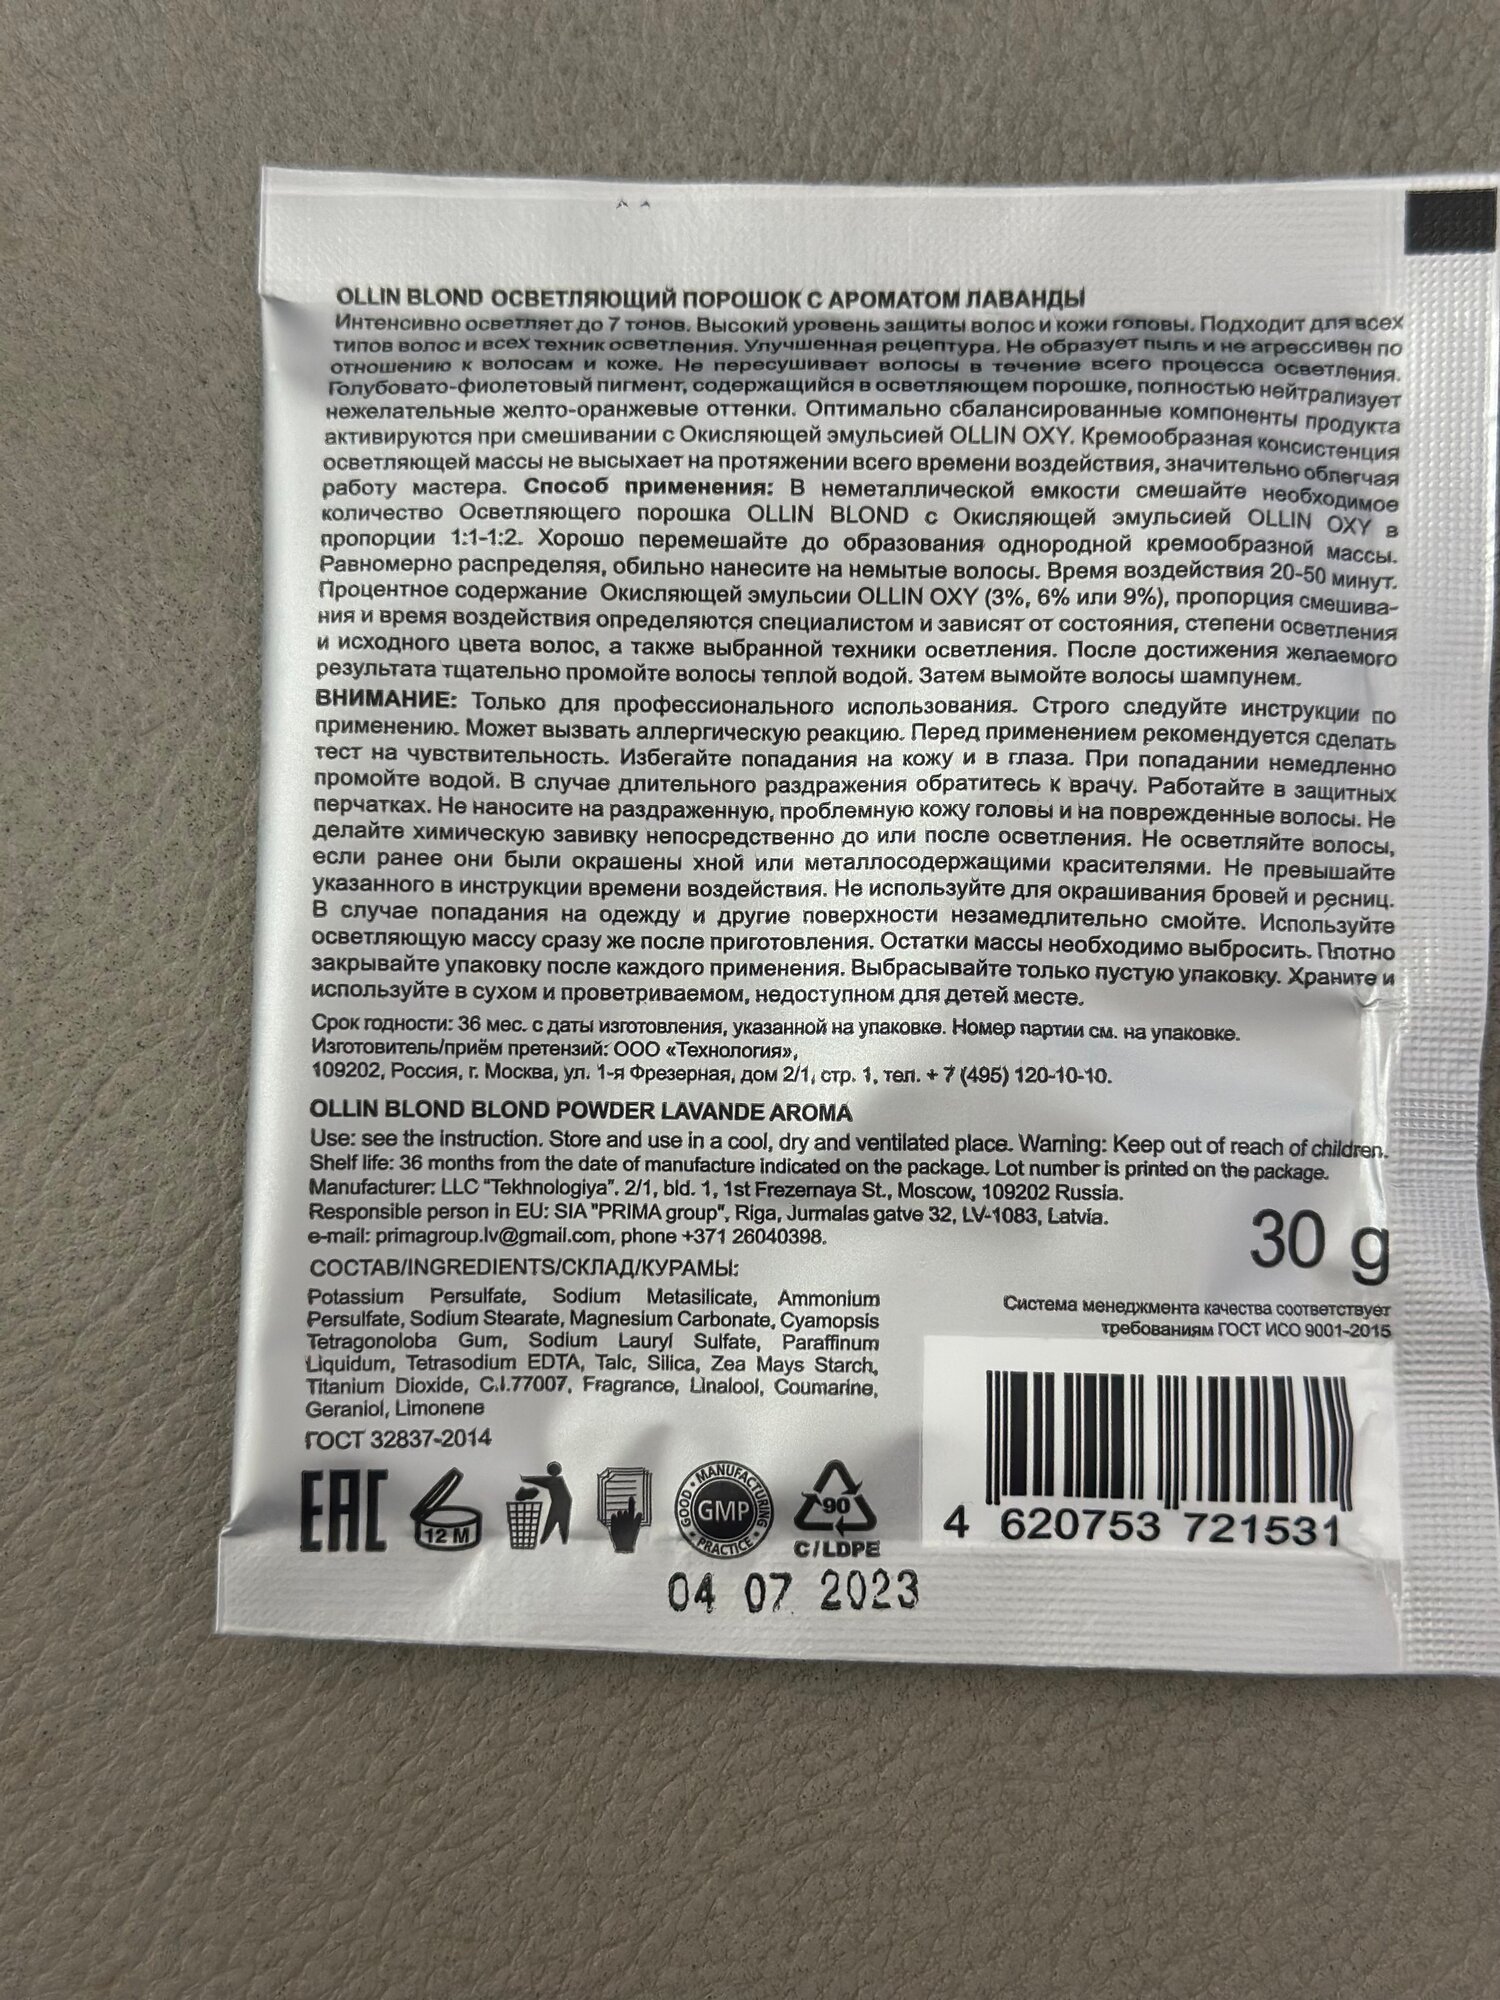 OLLIN BLOND ОСВЕТЛЯЮЩИЙ ПОРОШОК С АРОМАТОМ ЛАВАНДЫ
Интенсивно осветляет до 7 тонов. Высокий уровень защиты волос и кожи головы. Подходит для всех
типов волос и всех техник осветления. Улучшенная рецептура. Не образует пыль и не агрессивен по
отношению к волосам и коже. Не пересушивает волосы в течение всего процесса осветления.
Голубовато-фиолетовый пигмент, содержащийся в осветляющем порошке, полностью нейтрализует
нежелательные желто-оранжевые оттенки. Оптимально сбалансированные компоненты продукта
активируются при смешивании с Окисляющей эмульсией OLLIN OXY. Кремообразная консистенция
осветляющей массы не высыхает на протяжении всего времени воздействия, значительно облегчая
работу мастера. Способ применения: В неметаллической емкости смешайте необходимое
количество Осветляющего порошка OLLIN BLOND с Окисляющей эмульсией OLLIN OXY в
пропорции 1:1-1:2. Хорошо перемешайте до образования однородной кремообразной массы.
Равномерно распределяя, обильно нанесите на немытые волосы. Время воздействия 20-50 минут.
Процентное содержание Окисляющей эмульсии OLLIN OXY (3%, 6% или 9%), пропорция смешива-
ния и время воздействия определяются специалистом и зависят от состояния, степени осветления
и исходного цвета волос, а также выбранной техники осветления. После достижения желаемого
результата тщательно промойте волосы теплой водой. Затем вымойте волосы шампунем.
ВНИМАНИЕ: Только для профессионального использования. Строго следуйте инструкции по
применению. Может вызвать аллергическую реакцию. Перед применением рекомендуется сделать
тест на чувствительность. Избегайте попадания на кожу и в глаза. При попадании немедленно
промойте водой. В случае длительного раздражения обратитесь к врачу. Работайте в защитных
перчатках. Не наносите на раздраженную, проблемную кожу головы и на поврежденные волосы. Не
делайте химическую завивку непосредственно до или после осветления. Не осветляйте волосы,
если ранее они были окрашены хной или металлосодержащими красителями. Не превышайте
указанного в инструкции времени воздействия. Не используйте для окрашивания бровей и ресниц.
В случае попадания на одежду и другие поверхности незамедлительно смойте. Используйте
осветляющую массу сразу же после приготовления. Остатки массы необходимо выбросить. Плотно
закрывайте упаковку после каждого применения. Выбрасывайте только пустую упаковку. Храните и
используйте в сухом и проветриваемом, недоступном для детей месте.
Срок годности: 36 мес. с даты изготовления, указанной на упаковке. Номер партии см. на упаковке.
Изготовитель/приём претензий: ООО «Технология»,
109202, Россия, г. Москва, ул. 1-я Фрезерная, дом 2/1, стр. 1, тел. + 7 (495) 120-10-10.
OLLIN BLOND BLOND POWDER LAVANDE AROMA
Use: see the instruction. Store and use in a cool, dry and ventilated place. Warning: Keep out of reach of children.
Shelf life: 36 months from the date of manufacture indicated on the package. Lot number is printed on the package.
Manufacturer: LLC "Tekhnologiya". 2/1, bld. 1, 1st Frezernaya St., Moscow, 109202 Russia.
Responsible person in EU: SIA "PRIMA group", Riga, Jurmalas gatve 32, LV-1083, Latvia.
e-mail: primagroup.lv@gmail.com, phone +371 26040398.
30 g
СОСТАВ/INGREDIENTS/СКЛАД/КУРАМЫ:
Potassium Persulfate, Sodium Metasilicate, Ammonium
Persulfate, Sodium Stearate, Magnesium Carbonate, Cyamopsis
Tetragonoloba Gum, Sodium Lauryl Sulfate, Paraffinum
Liquidum, Tetrasodium EDTA, Talc, Silica, Zea Mays Starch,
Titanium Dioxide, C.I.77007, Fragrance, Linalool, Coumarine,
Geraniol, Limonene
ГОСТ 32837-2014
Система менеджмента качества соответствует
требованиям ГОСТ ИСО 9001-2015
EAC
12 M
GOOD MANUFACTURING PRACTICE
GMP
90
C/LDPE
4 620753 721531
04 07 2023